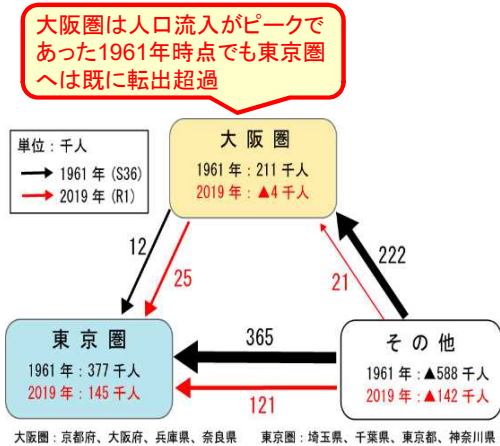 大阪圏は人口流入がピークで
あった1961年時点でも東京圏
へは既に転出超過
単位：千人
1961 年 (S36)
2019 年 (R1)
大 阪 圏
1961 年：211 千人
2019 年：▲4 千人
12
25
21
222
東 京 圏
1961 年：377 千人
2019 年：145 千人
365
121
そ の 他
1961 年：▲588 千人
2019 年：▲142 千人
大阪圏：京都府、大阪府、兵庫県、奈良県　東京圏：埼玉県、千葉県、東京都、神奈川県